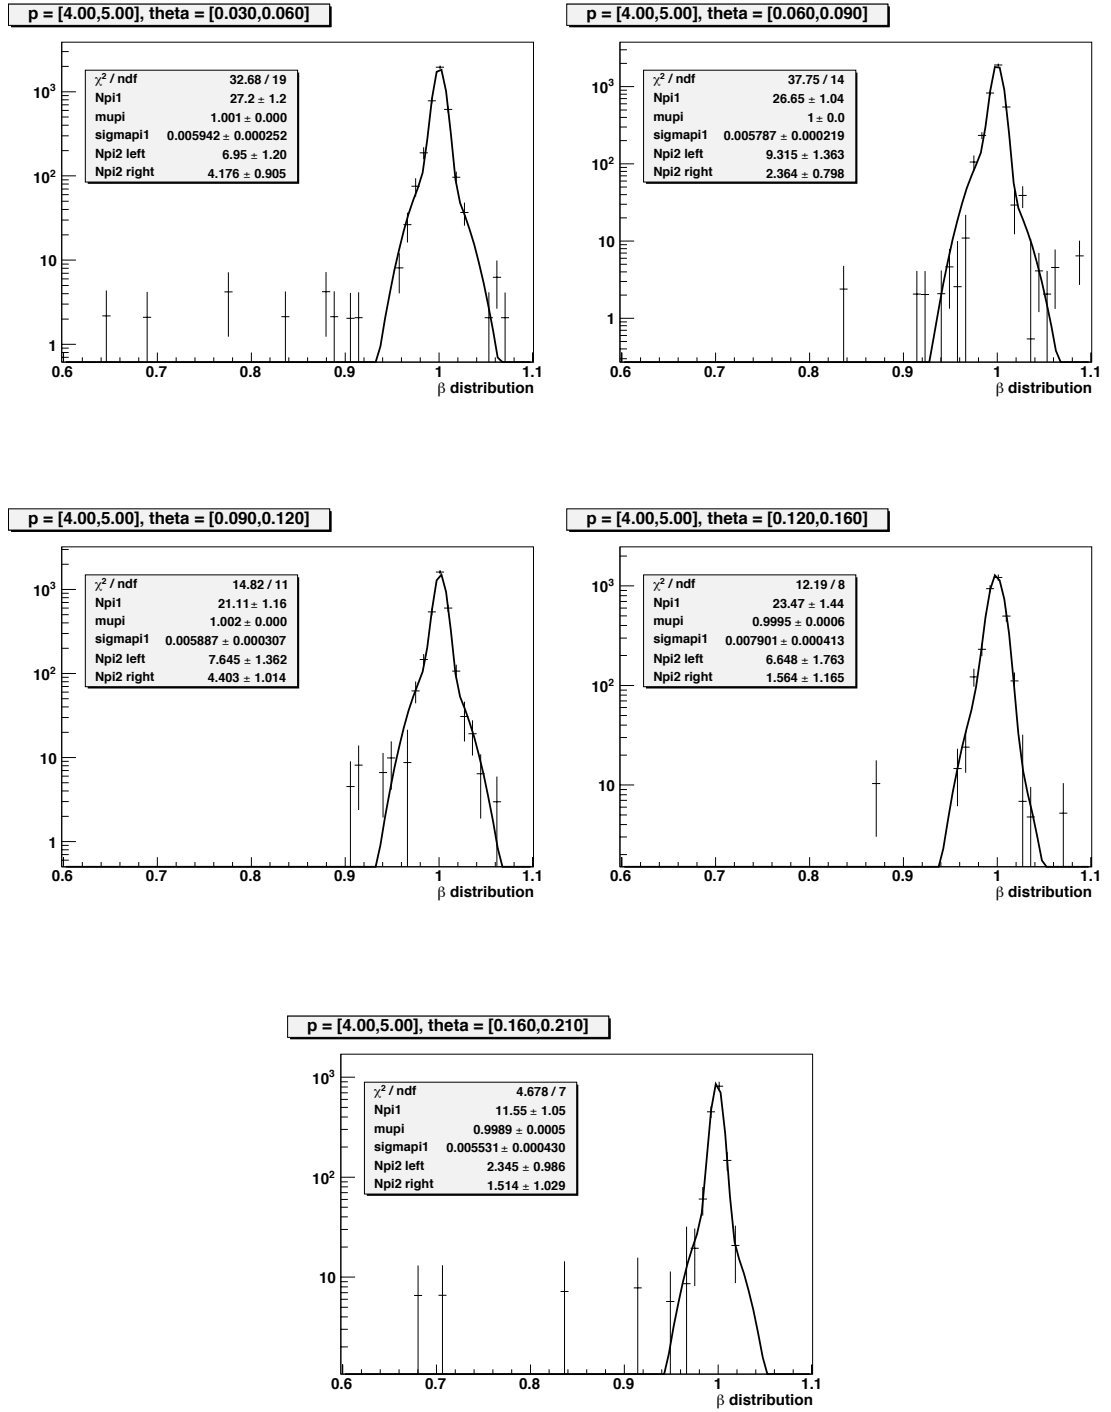 p = [4.00,5.00], theta = [0.030,0.060]
χ² / ndf 32.68 / 19
Npi1 27.2 ± 1.2
mupi 1.001 ± 0.000
sigmapi1 0.005942 ± 0.000252
Npi2 left 6.95 ± 1.20
Npi2 right 4.176 ± 0.905
10³
10²
10
1
0.6 0.7 0.8 0.9 1 1.1
β distribution
p = [4.00,5.00], theta = [0.060,0.090]
χ² / ndf 37.75 / 14
Npi1 26.65 ± 1.04
mupi 1 ± 0.0
sigmapi1 0.005787 ± 0.000219
Npi2 left 9.315 ± 1.363
Npi2 right 2.364 ± 0.798
10³
10²
10
1
0.6 0.7 0.8 0.9 1 1.1
β distribution
p = [4.00,5.00], theta = [0.090,0.120]
χ² / ndf 14.82 / 11
Npi1 21.11 ± 1.16
mupi 1.002 ± 0.000
sigmapi1 0.005887 ± 0.000307
Npi2 left 7.645 ± 1.362
Npi2 right 4.403 ± 1.014
10³
10²
10
1
0.6 0.7 0.8 0.9 1 1.1
β distribution
p = [4.00,5.00], theta = [0.120,0.160]
χ² / ndf 12.19 / 8
Npi1 23.47 ± 1.44
mupi 0.9995 ± 0.0006
sigmapi1 0.007901 ± 0.000413
Npi2 left 6.648 ± 1.763
Npi2 right 1.564 ± 1.165
10³
10²
10
0.6 0.7 0.8 0.9 1 1.1
β distribution
p = [4.00,5.00], theta = [0.160,0.210]
χ² / ndf 4.678 / 7
Npi1 11.55 ± 1.05
mupi 0.9989 ± 0.0005
sigmapi1 0.005531 ± 0.000430
Npi2 left 2.345 ± 0.986
Npi2 right 1.514 ± 1.029
10³
10²
10
0.6 0.7 0.8 0.9 1 1.1
β distribution